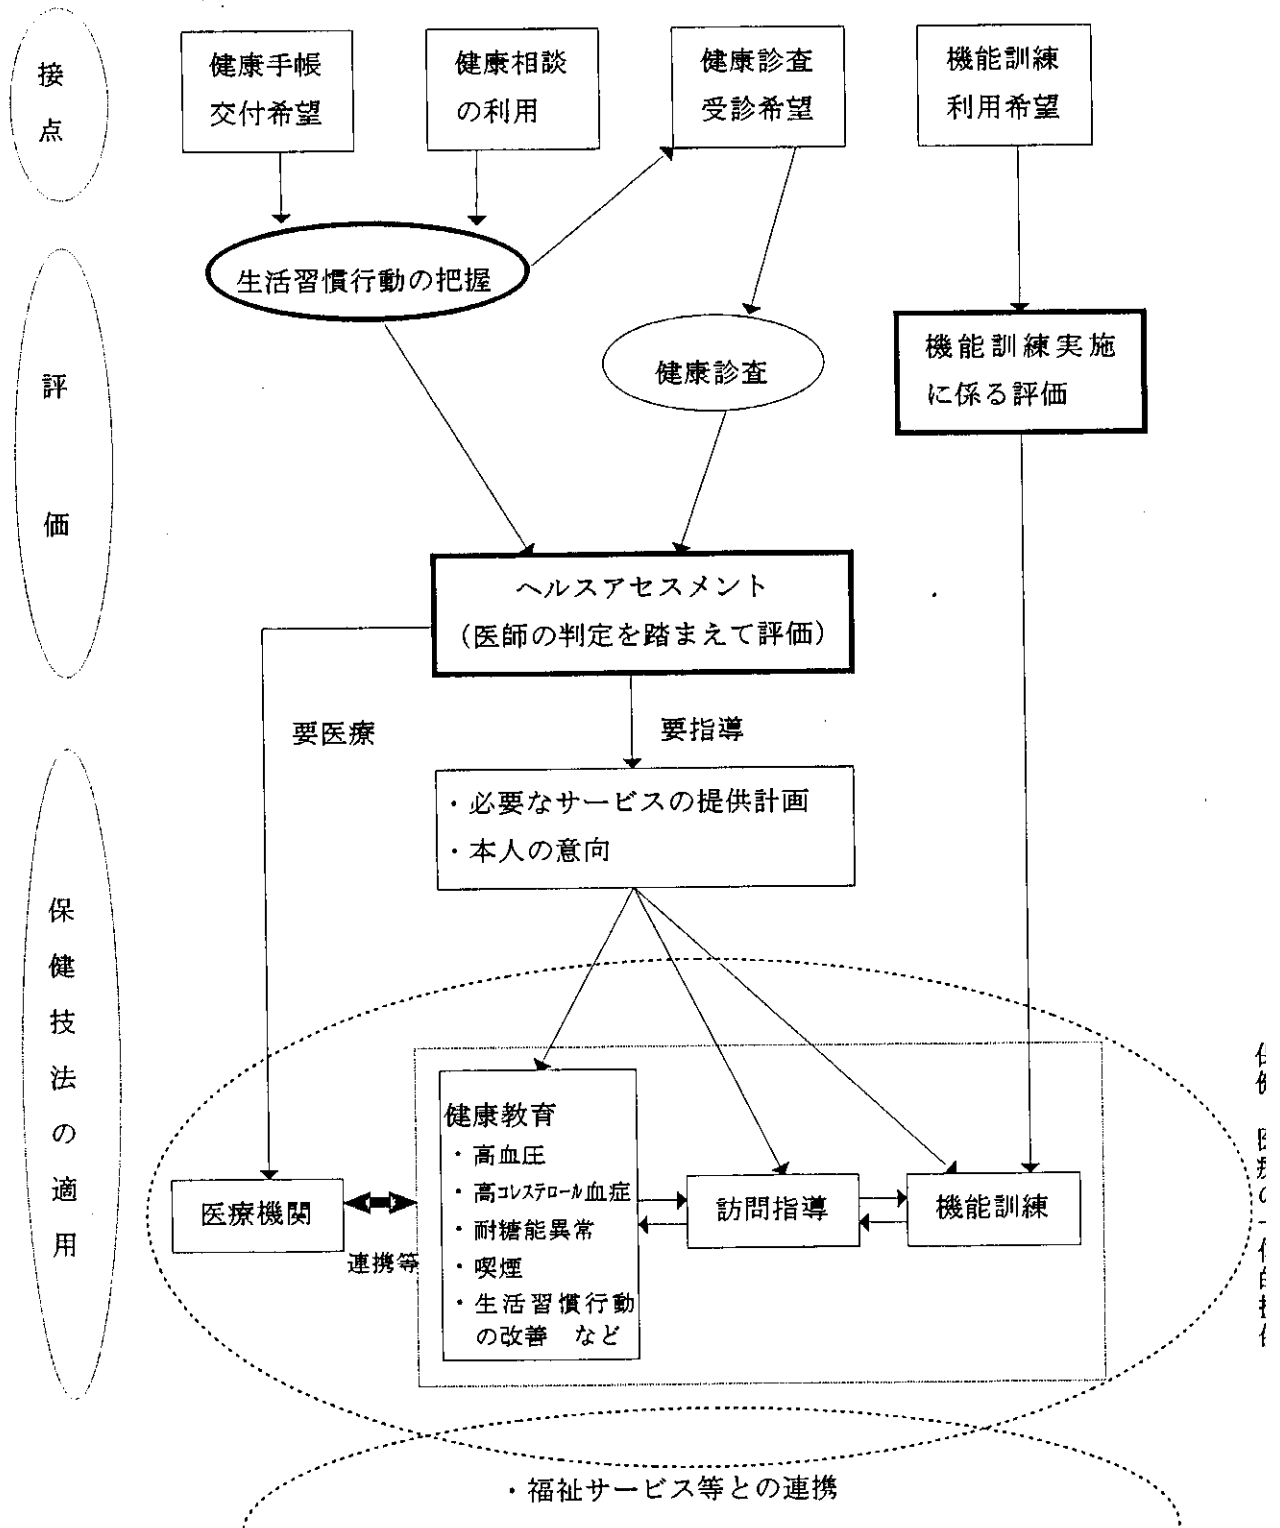 接点
健康手帳
交付希望
健康相談
の利用
健康診査
受診希望
機能訓練
利用希望
評価
生活習慣行動の把握
健康診査
機能訓練実施
に係る評価
ヘルスアセスメント
(医師の判定を踏まえて評価)
要医療
要指導
・必要なサービスの提供計画
・本人の意向
保健技法の適用
健康教育
・高血圧
・高コレステロール血症
・耐糖能異常
・喫煙
・生活習慣行動
の改善 など
医療機関
連携等
訪問指導
機能訓練
・福祉サービス等との連携